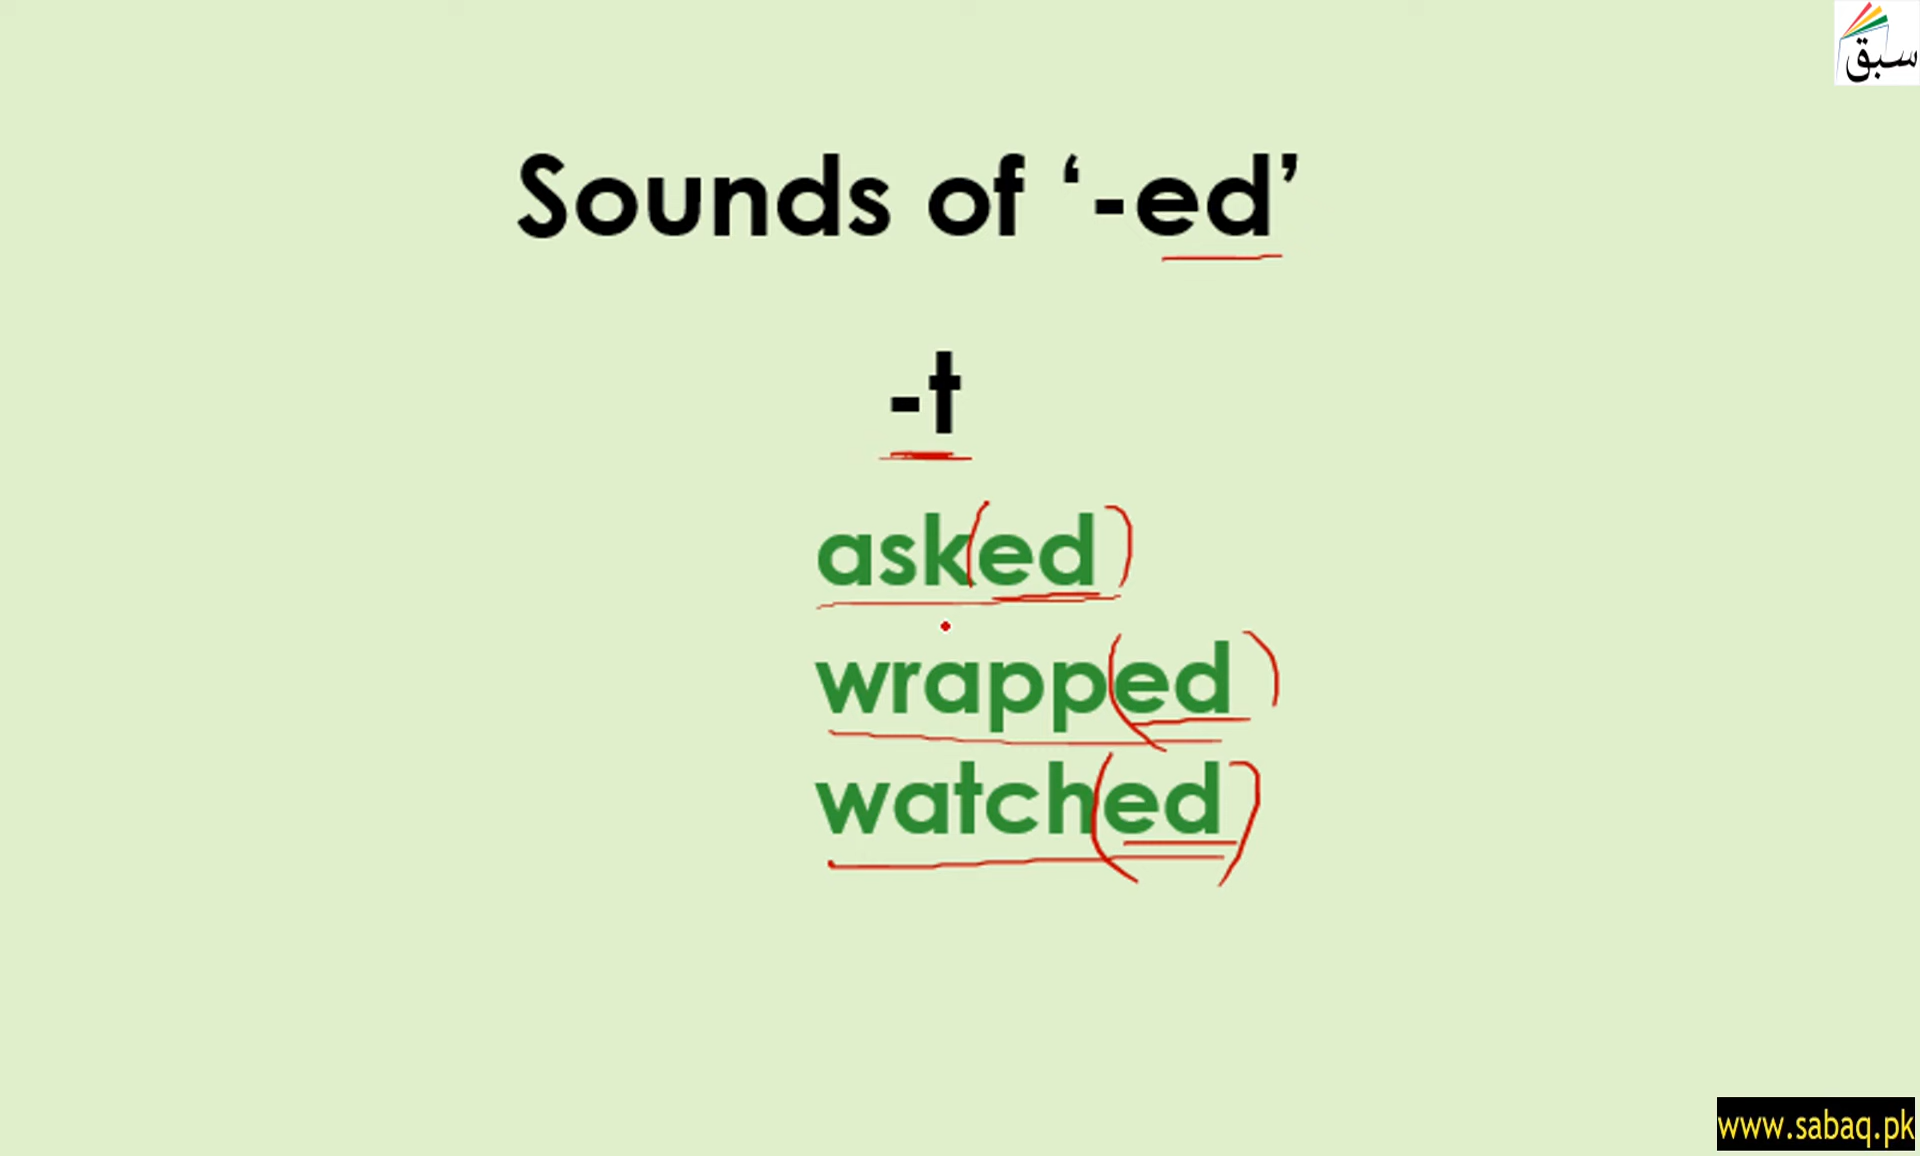 سبق
Sounds of ‘-ed’
-t
asked
wrapped
watched
www.sabaq.pk